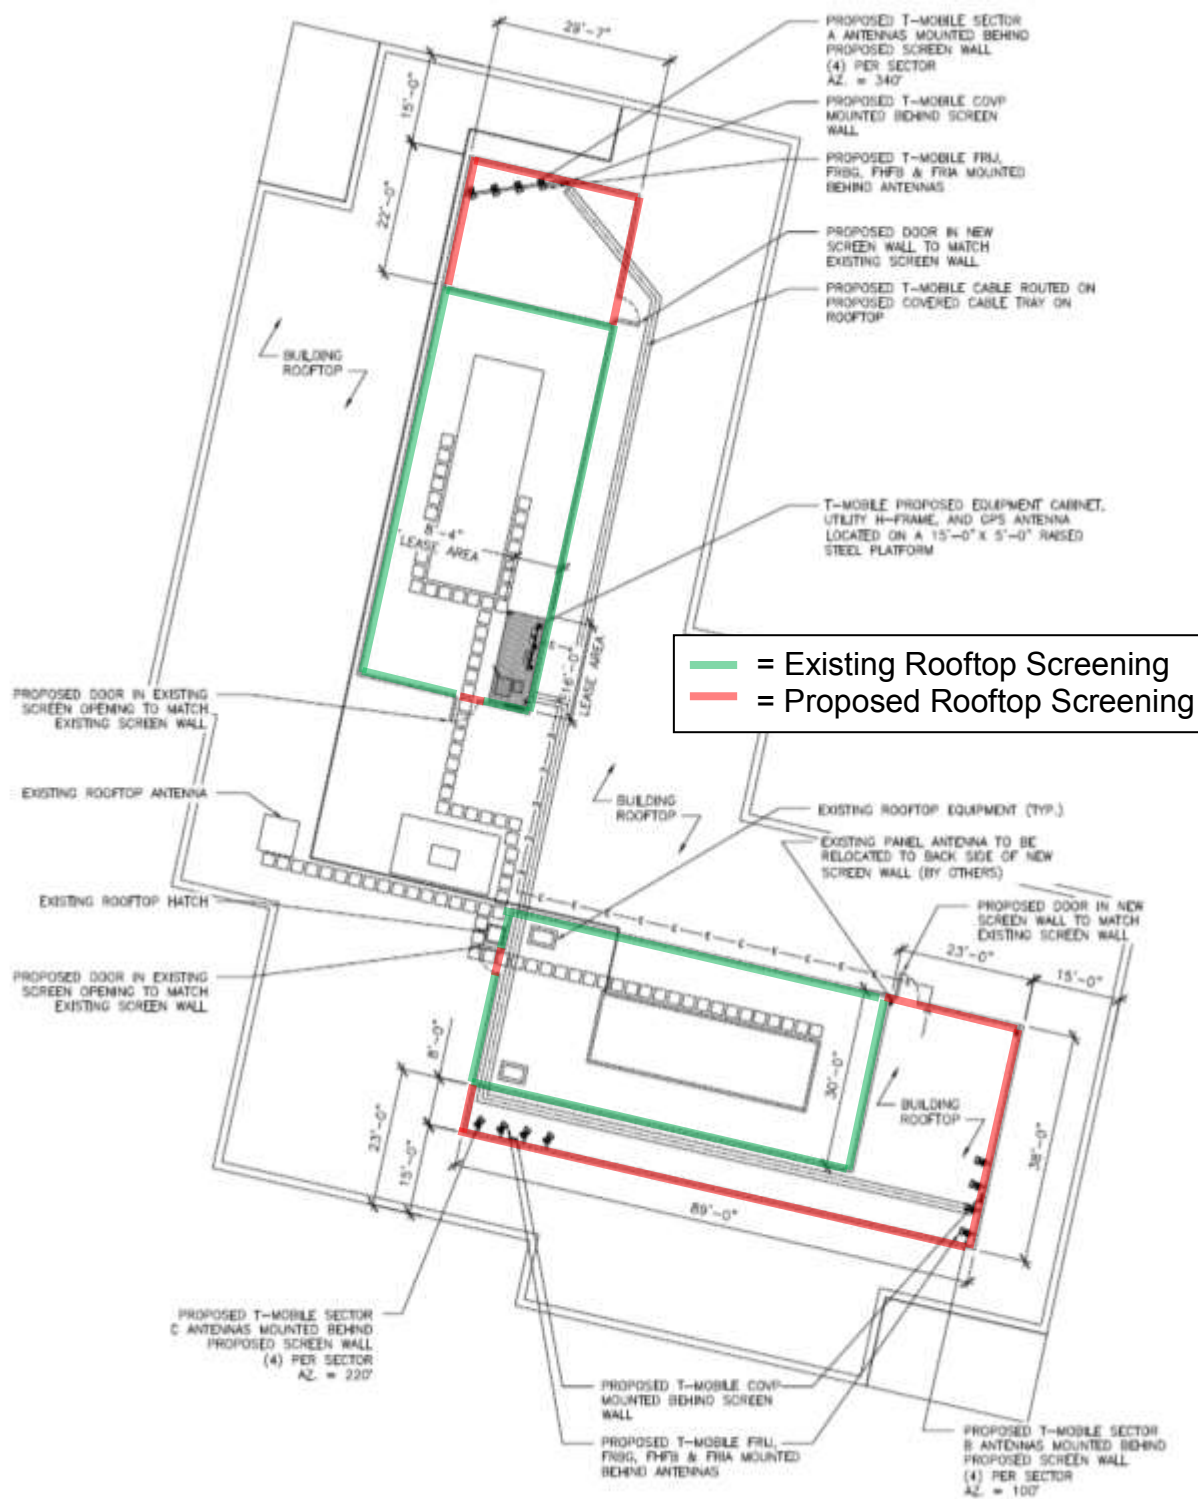 29'-7"
PROPOSED T-MOBILE SECTOR
A ANTENNAS MOUNTED BEHIND
PROPOSED SCREEN WALL
(4) PER SECTOR
AZ. = 340°
15'-0"
PROPOSED T-MOBILE COVP
MOUNTED BEHIND SCREEN
WALL
PROPOSED T-MOBILE FRIJ,
FRBG, FHFB & FRIA MOUNTED
BEHIND ANTENNAS
22'-0"
PROPOSED DOOR IN NEW
SCREEN WALL TO MATCH
EXISTING SCREEN WALL
PROPOSED T-MOBILE CABLE ROUTED ON
PROPOSED COVERED CABLE TRAY ON
ROOFTOP
BUILDING
ROOFTOP
T-MOBILE PROPOSED EQUIPMENT CABINET,
UTILITY H-FRAME, AND GPS ANTENNA
LOCATED ON A 15'-0" X 5'-0" RAISED
STEEL PLATFORM
8'-4"
LEASE AREA
16'-0"
LEASE AREA
= Existing Rooftop Screening
= Proposed Rooftop Screening
PROPOSED DOOR IN EXISTING
SCREEN OPENING TO MATCH
EXISTING SCREEN WALL
EXISTING ROOFTOP ANTENNA
BUILDING
ROOFTOP
EXISTING ROOFTOP EQUIPMENT (TYP.)
EXISTING PANEL ANTENNA TO BE
RELOCATED TO BACK SIDE OF NEW
SCREEN WALL (BY OTHERS)
EXISTING ROOFTOP HATCH
PROPOSED DOOR IN NEW
SCREEN WALL TO MATCH
EXISTING SCREEN WALL
23'-0"
15'-0"
PROPOSED DOOR IN EXISTING
SCREEN OPENING TO MATCH
EXISTING SCREEN WALL
8'-0"
30'-0"
BUILDING
ROOFTOP
23'-0"
15'-0"
38'-0"
89'-0"
PROPOSED T-MOBILE SECTOR
C ANTENNAS MOUNTED BEHIND
PROPOSED SCREEN WALL
(4) PER SECTOR
AZ. = 220°
PROPOSED T-MOBILE COVP
MOUNTED BEHIND SCREEN
WALL
PROPOSED T-MOBILE FRIJ,
FRBG, FHFB & FRIA MOUNTED
BEHIND ANTENNAS
PROPOSED T-MOBILE SECTOR
B ANTENNAS MOUNTED BEHIND
PROPOSED SCREEN WALL
(4) PER SECTOR
AZ. = 100°